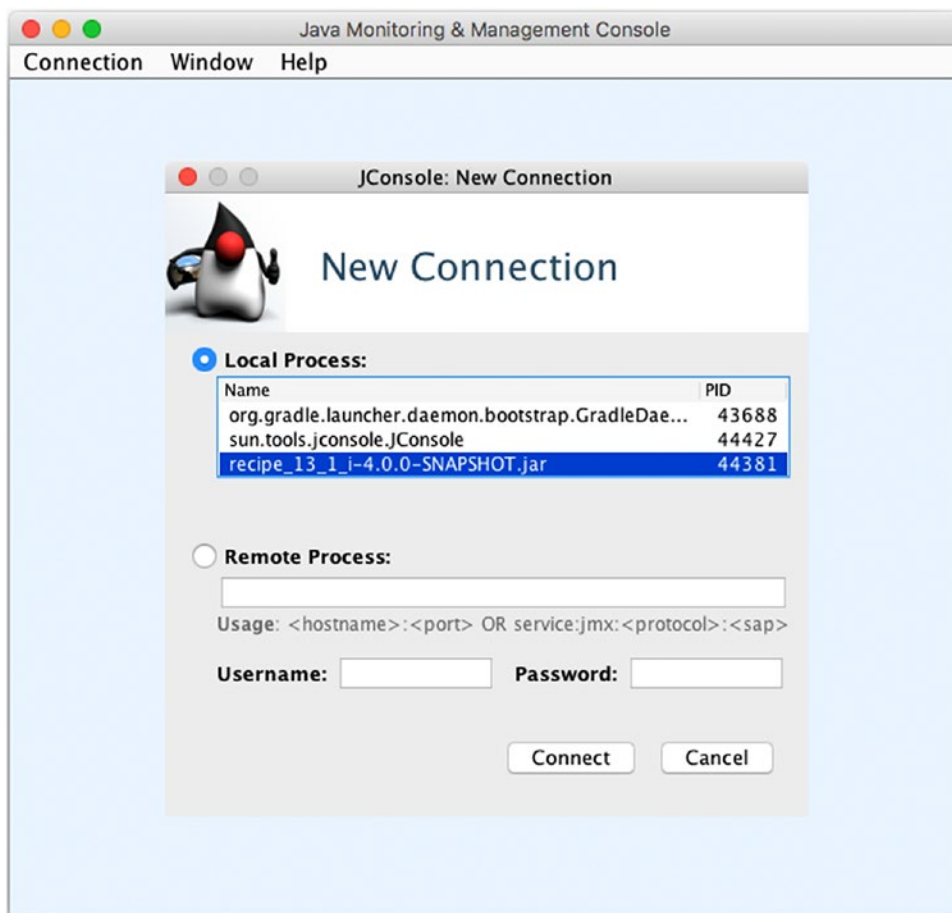 Java Monitoring & Management Console
Connection Window Help
JConsole: New Connection
New Connection
Local Process:
Name PID
org.gradle.launcher.daemon.bootstrap.GradleDae... 43688
sun.tools.jconsole.JConsole 44427
recipe_13_1_i-4.0.0-SNAPSHOT.jar 44381
Remote Process:
Usage: <hostname>:<port> OR service:jmx:<protocol>:<sap>
Username: Password:
Connect Cancel